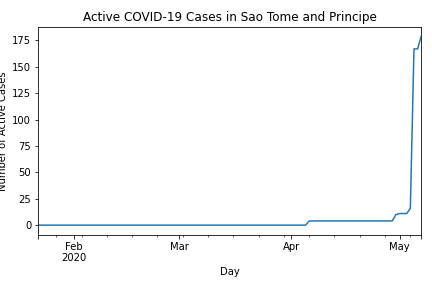 Active COVID-19 Cases in Sao Tome and Principe
Number of Active Cases
175
150
125
100
75
50
25
0
Feb
2020
Mar
Apr
May
Day